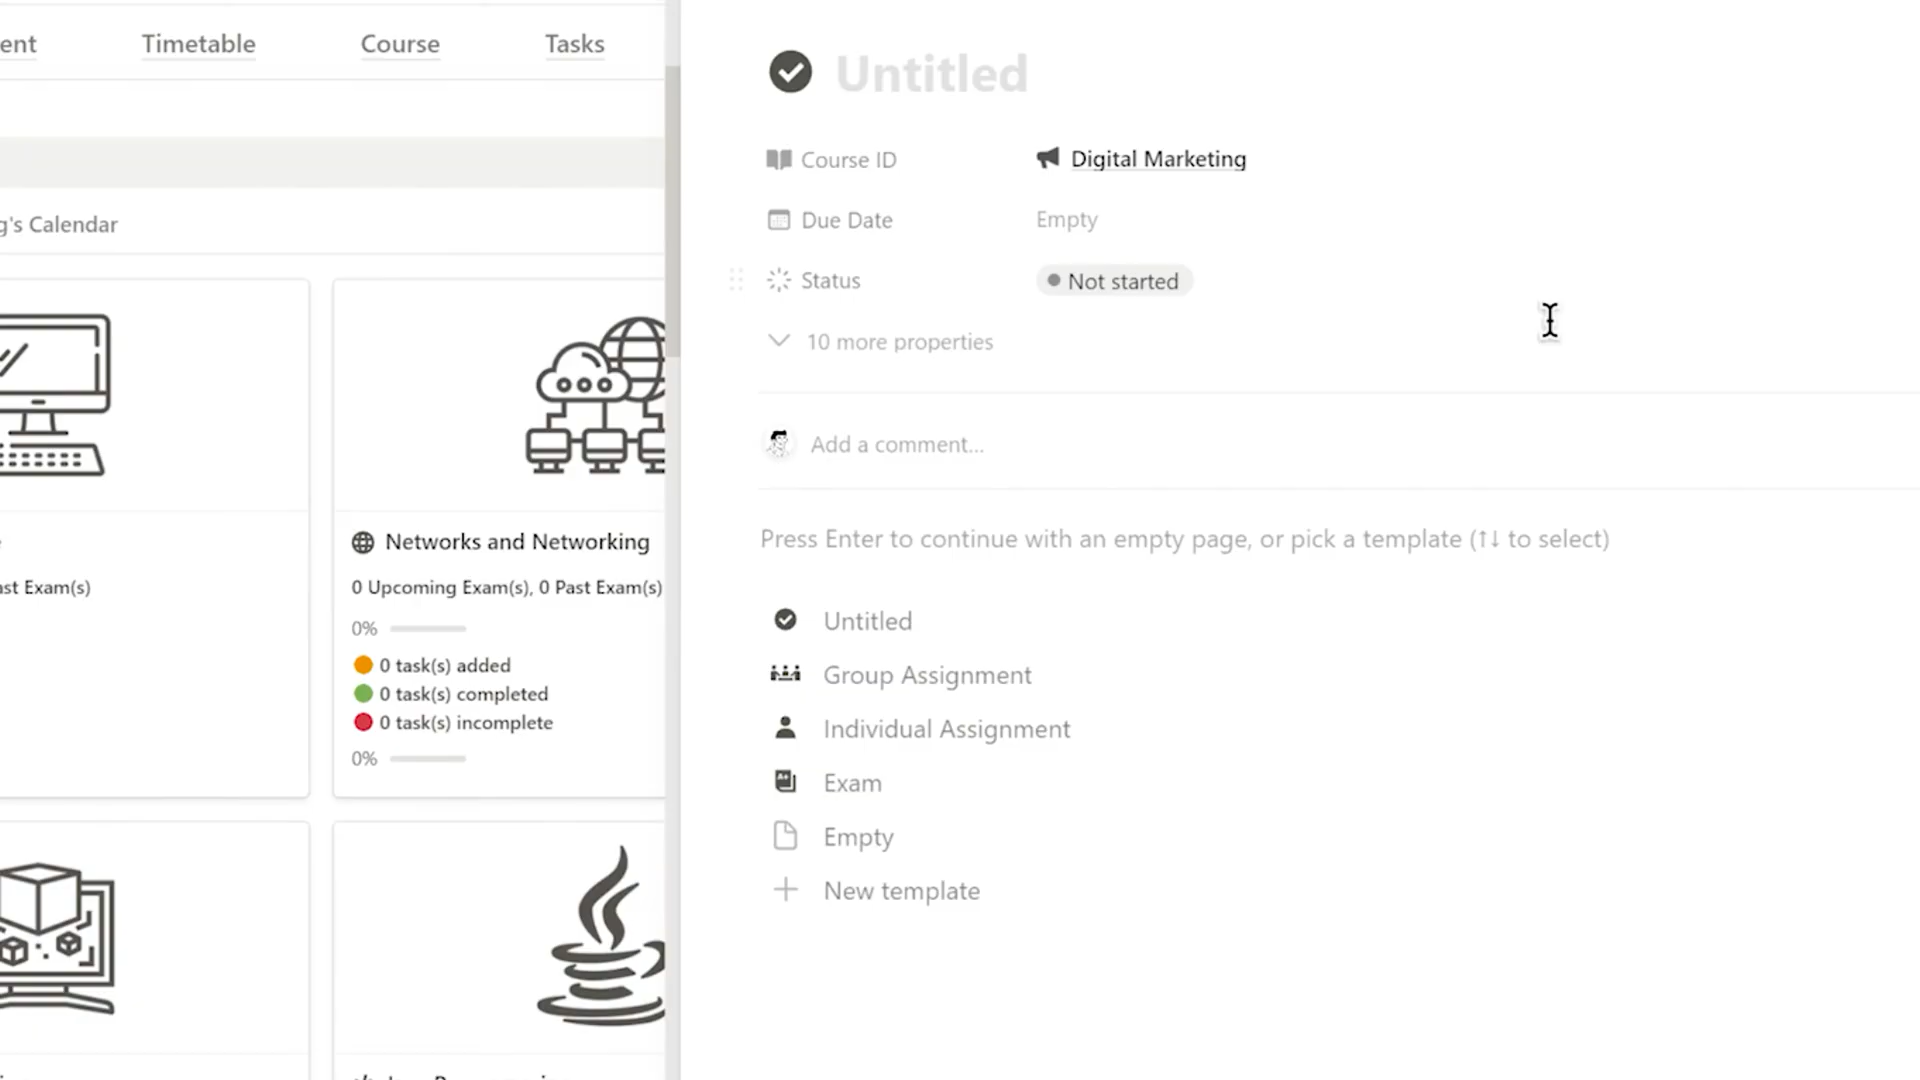 ent
Timetable
Course
Tasks
g's Calendar
ast Exam(s)
Networks and Networking
0 Upcoming Exam(s), 0 Past Exam(s)
0%
0 task(s) added
0 task(s) completed
0 task(s) incomplete
0%
Untitled
Course ID
Digital Marketing
Due Date
Empty
Status
Not started
10 more properties
Add a comment...
Press Enter to continue with an empty page, or pick a template (↑↓ to select)
Untitled
Group Assignment
Individual Assignment
Exam
Empty
New template